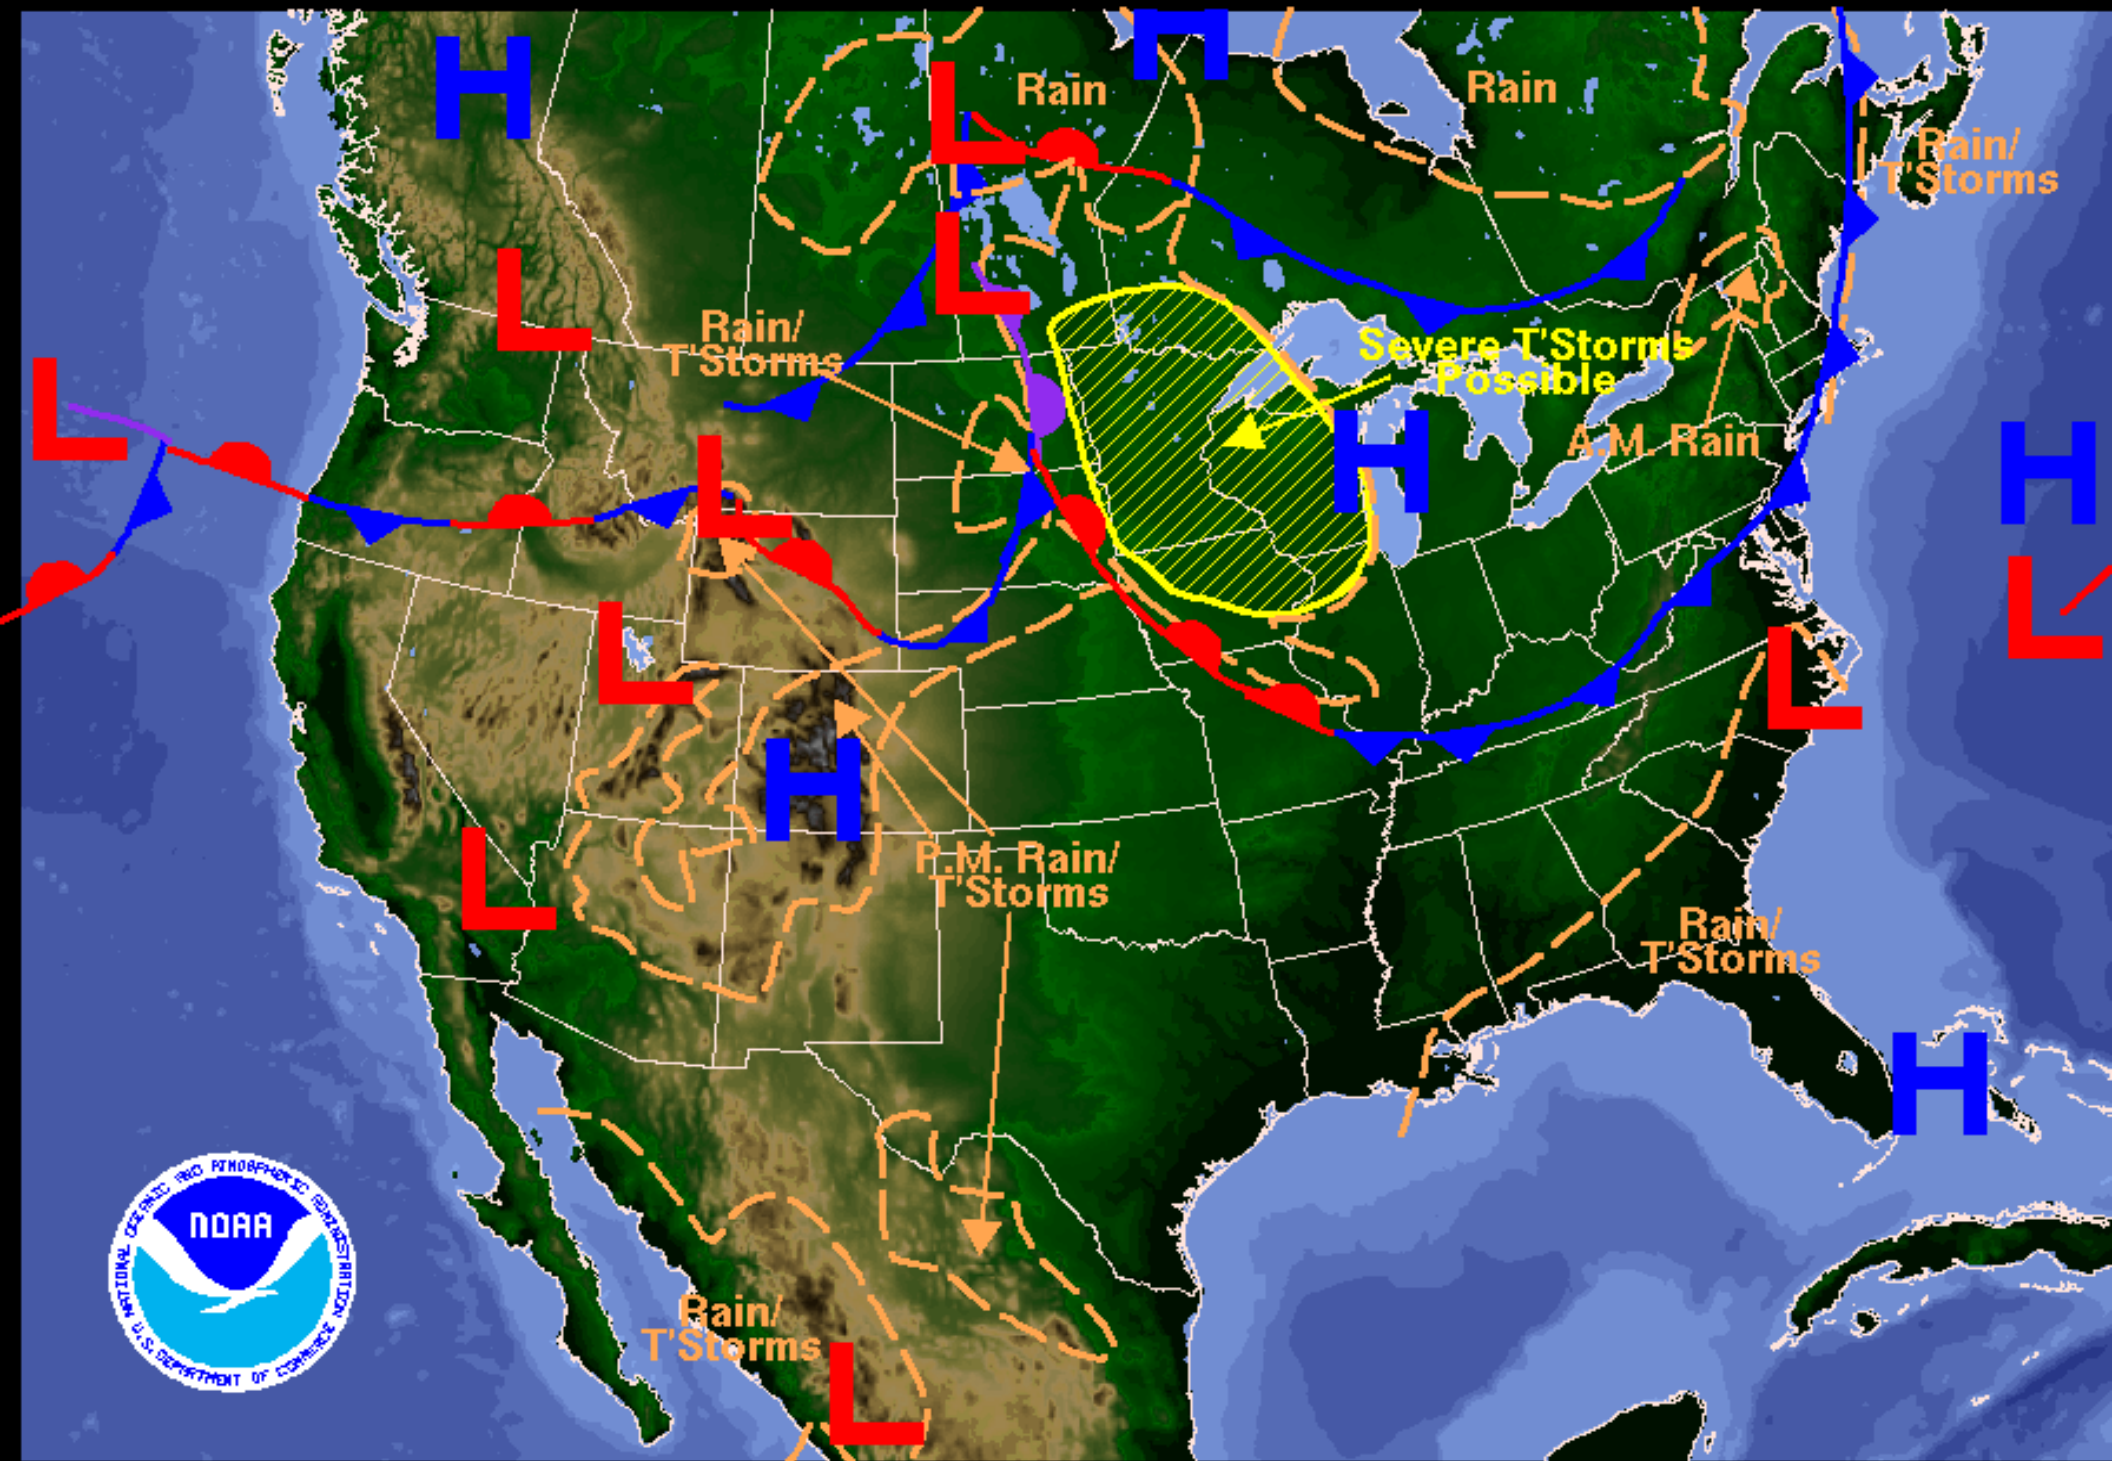 H
H
L
Rain
Rain
Rain/
T'Storms
L
L
Rain/
T'Storms
Severe T'Storms
Possible
L
H
A.M. Rain
H
L
L
L
L
H
L
P.M. Rain/
T'Storms
Rain/
T'Storms
H
NATIONAL OCEANIC AND ATMOSPHERIC ADMINISTRATION
NOAA
U.S. DEPARTMENT OF COMMERCE
Rain/
T'Storms
L